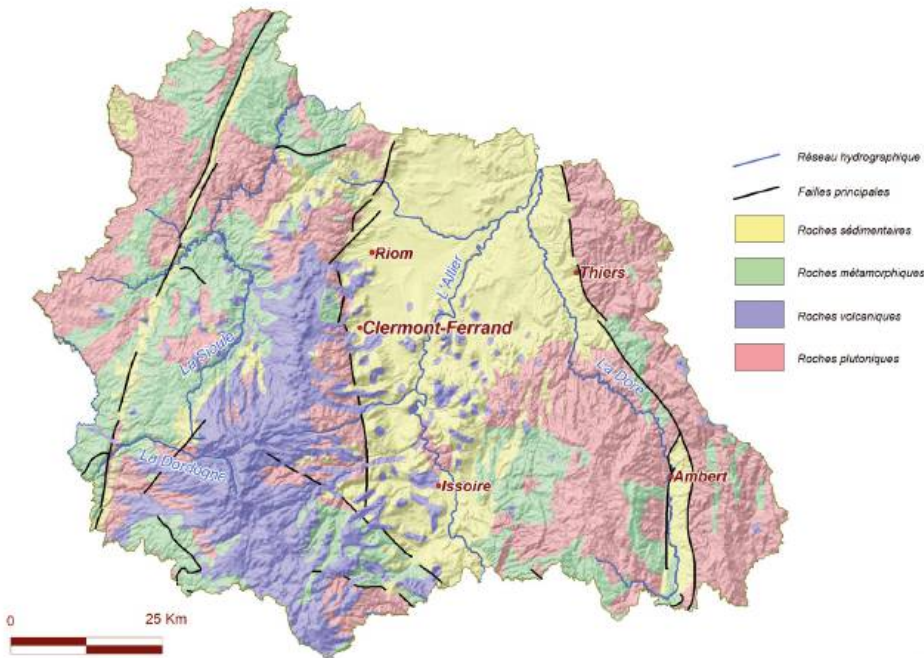 Réseau hydrographique
Failles principales
Roches sédimentaires
Roches métamorphiques
Roches volcaniques
Roches plutoniques
Riom
L'Allier
Thiers
Clermont-Ferrand
La Sioule
La Dore
La Dordogne
Issoire
Ambert
0
25 Km